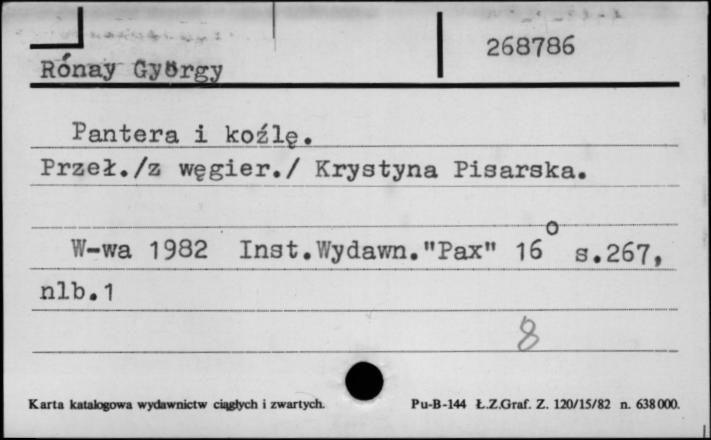 268786
Rónay György
Pantera i koźlę.
Przeł./z węgier./ Krystyna Pisarska.
W-wa 1982 Inst.Wydawn."Pax" 16° s.267,
nlb.1
8
Karta katalogowa wydawnictw ciągłych i zwartych.
Pu-B-144 Ł.Z.Graf. Z. 120/15/82 n. 638000.